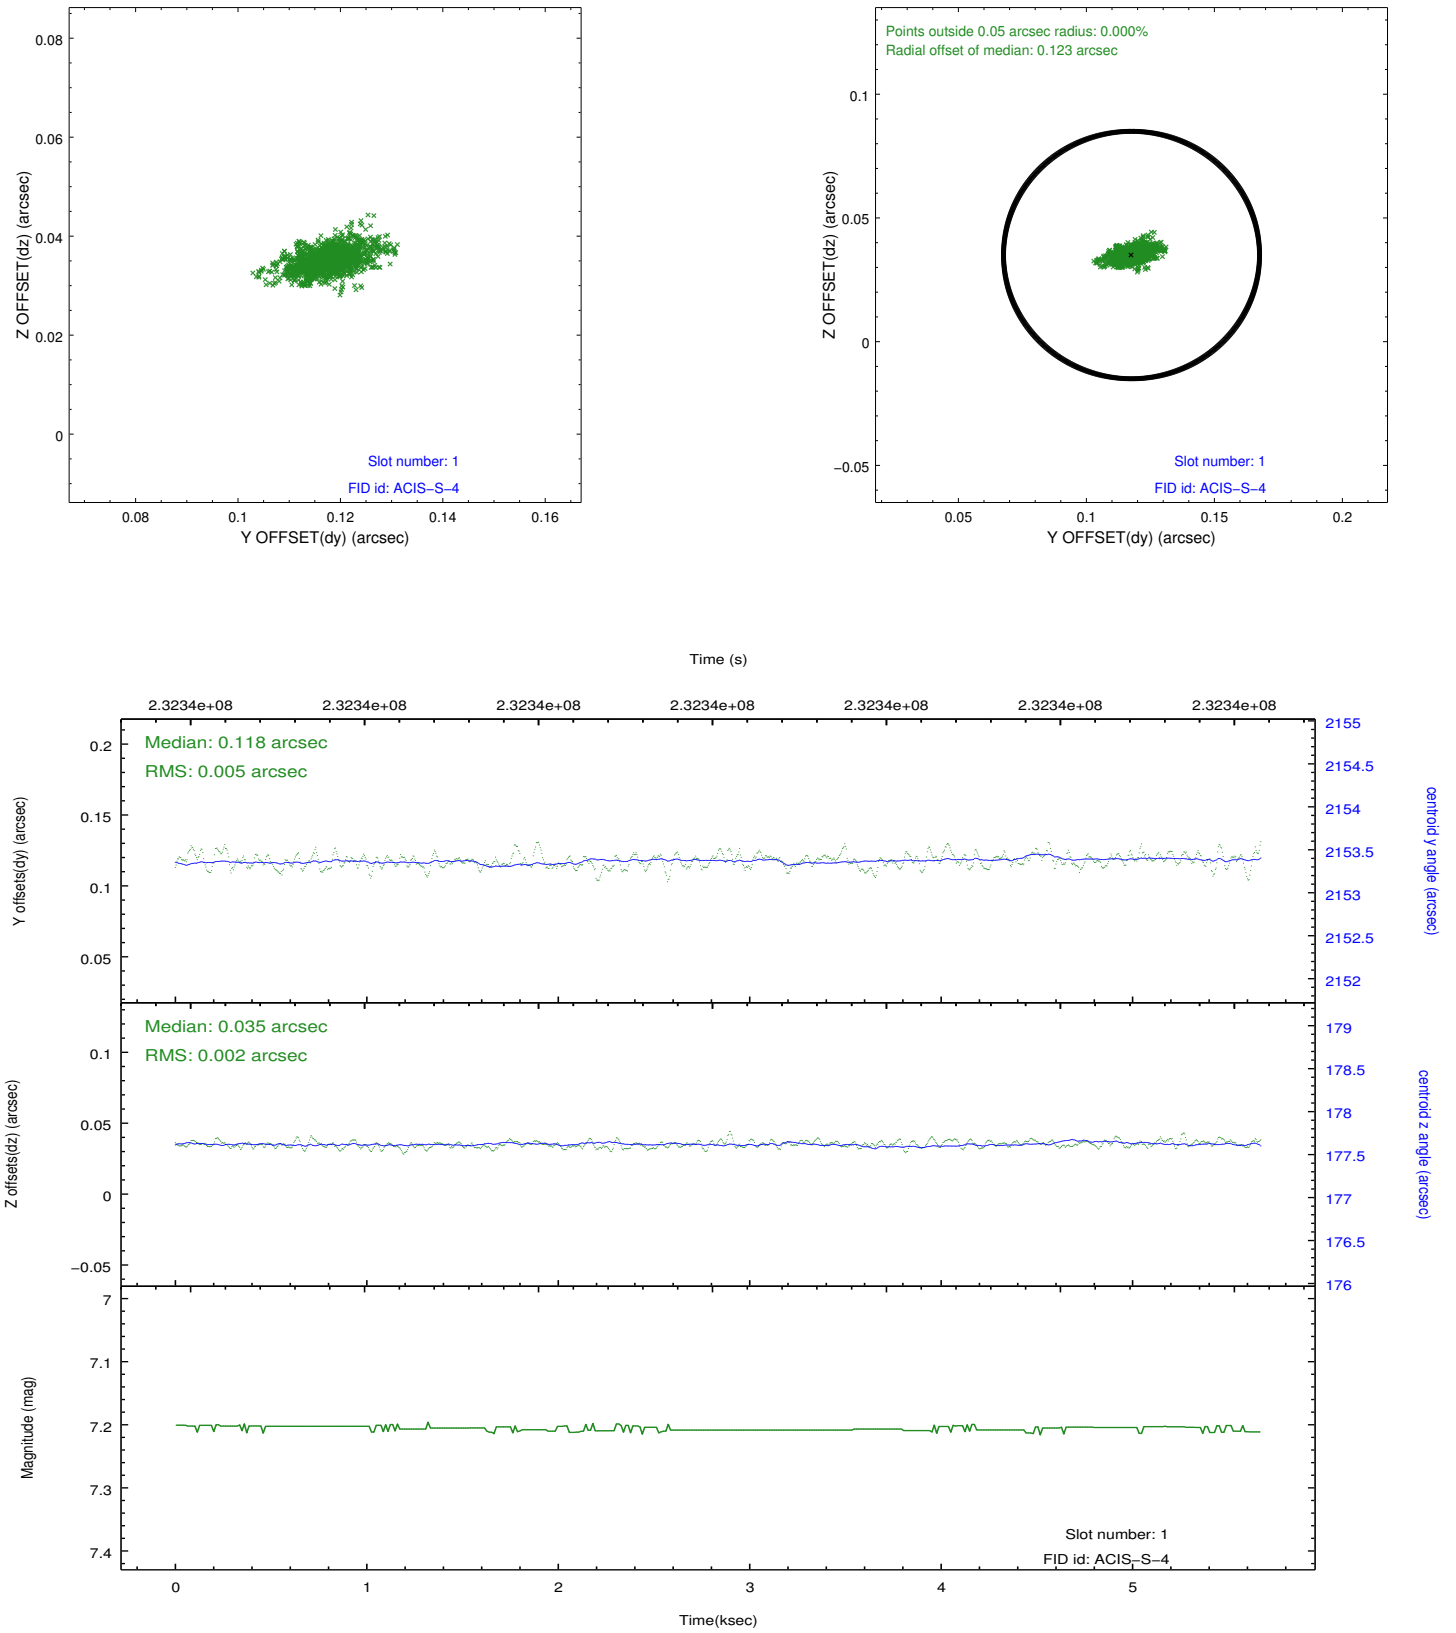 0.08
0.06
0.04
0.02
0
Z OFFSET(dz) (arcsec)
Slot number: 1
FID id: ACIS−S−4
0.08
0.1
0.12
0.14
0.16
Y OFFSET(dy) (arcsec)
Points outside 0.05 arcsec radius: 0.000%
Radial offset of median: 0.123 arcsec
0.1
0.05
0
−0.05
Z OFFSET(dz) (arcsec)
Slot number: 1
FID id: ACIS−S−4
0.05
0.1
0.15
0.2
Y OFFSET(dy) (arcsec)
Time (s)
2.3234e+08
2.3234e+08
2.3234e+08
2.3234e+08
2.3234e+08
2.3234e+08
2.3234e+08
Median: 0.118 arcsec
RMS: 0.005 arcsec
0.2
0.15
0.1
0.05
Y offsets(dy) (arcsec)
2155
2154.5
2154
2153.5
2153
2152.5
2152
centroid y angle (arcsec)
Median: 0.035 arcsec
RMS: 0.002 arcsec
0.1
0.05
0
−0.05
Z offsets(dz) (arcsec)
179
178.5
178
177.5
177
176.5
176
centroid z angle (arcsec)
7
7.1
7.2
7.3
7.4
Magnitude (mag)
Slot number: 1
FID id: ACIS−S−4
0
1
2
3
4
5
Time(ksec)